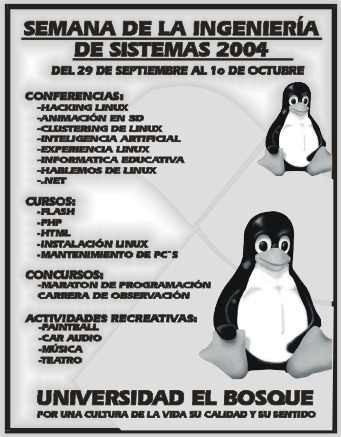 SEMANA DE LA INGENIERÍA
DE SISTEMAS 2004
DEL 29 DE SEPTIEMBRE AL 1o DE OCTUBRE
CONFERENCIAS:
-HACKING LINUX
-ANIMACIÓN EN 3D
-CLUSTERING DE LINUX
-INTELIGENCIA ARTIFICIAL
-EXPERIENCIA LINUX
-INFORMATICA EDUCATIVA
-HABLEMOS DE LINUX
-.NET
CURSOS:
-FLASH
-PHP
-HTML
-INSTALACIÓN LINUX
-MANTENIMIENTO DE PC´S
CONCURSOS:
-MARATON DE PROGRAMACIÓN
CARRERA DE OBSERVACIÓN
ACTIVIDADES RECREATIVAS:
-PAINTBALL
-CAR AUDIO
-MÚSICA
-TEATRO
UNIVERSIDAD EL BOSQUE
POR UNA CULTURA DE LA VIDA SU CALIDAD Y SU SENTIDO